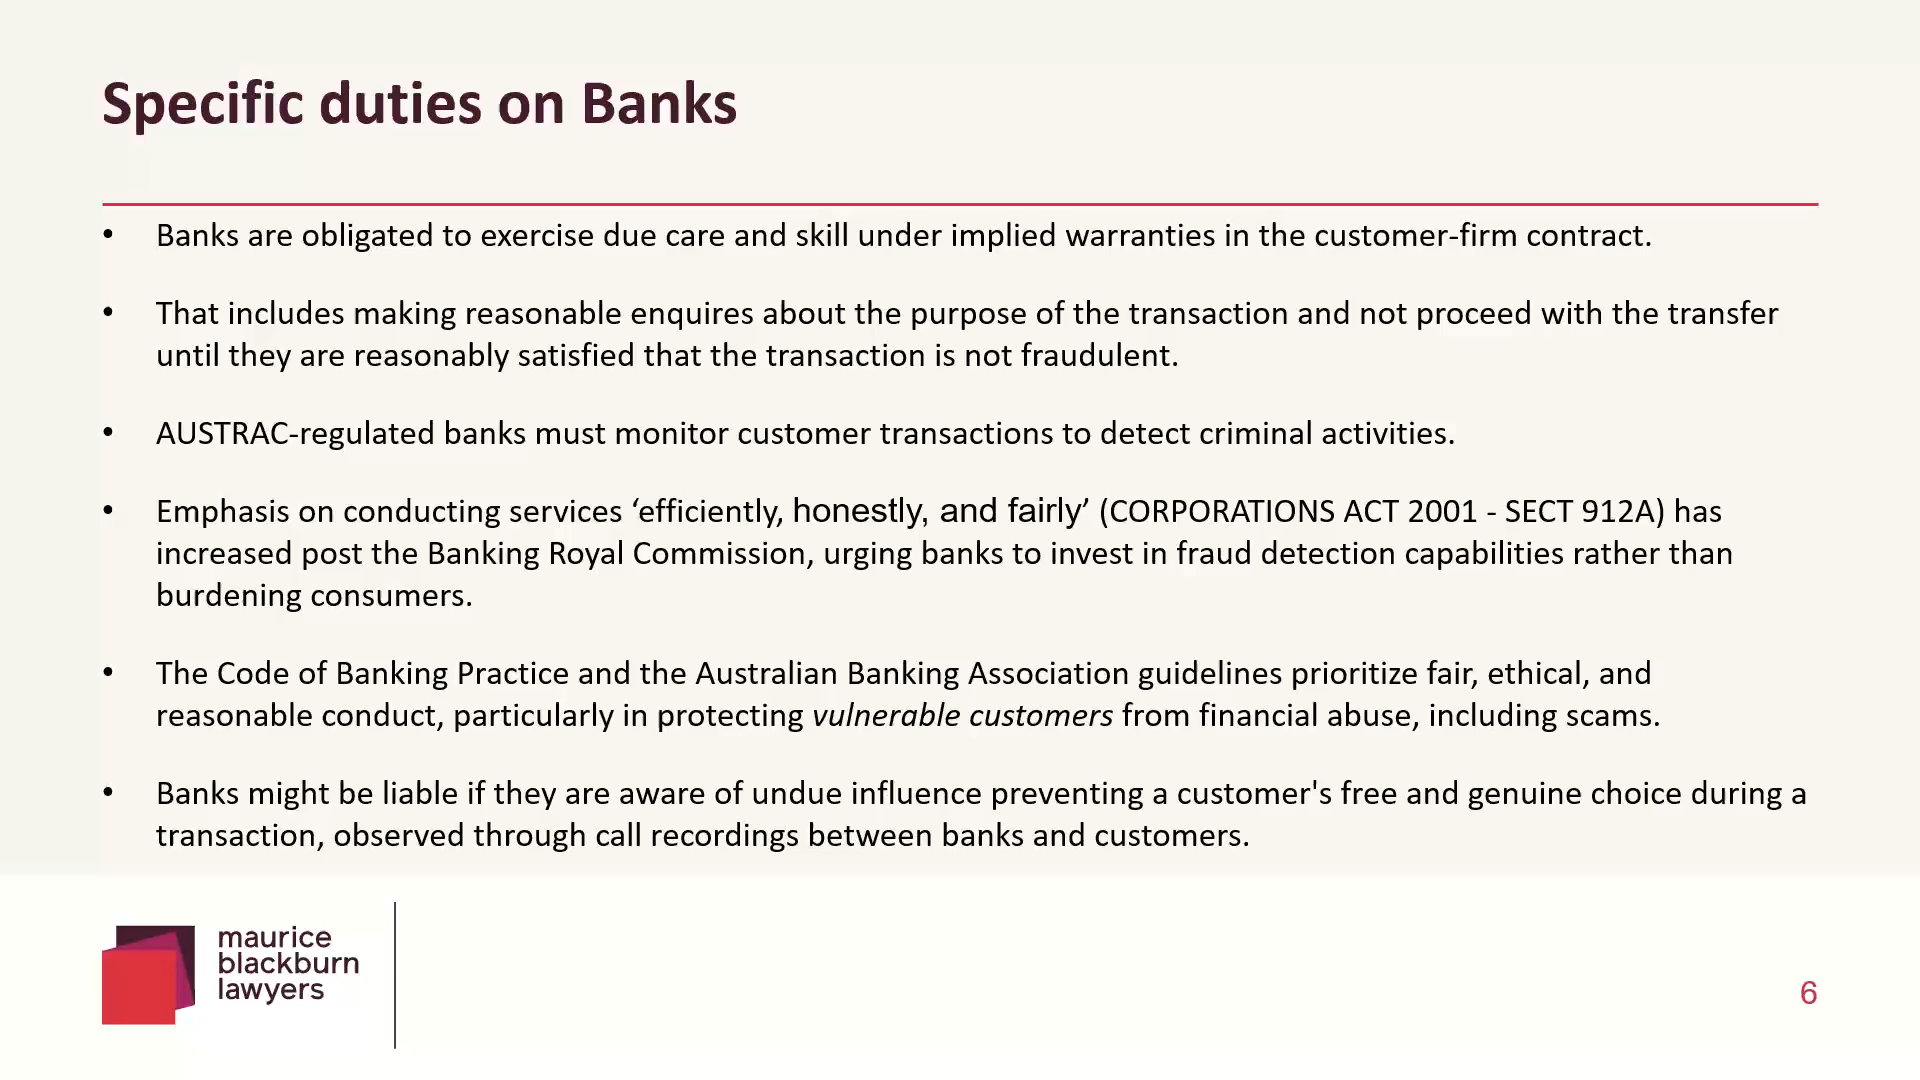 Specific duties on Banks
• Banks are obligated to exercise due care and skill under implied warranties in the customer-firm contract.
• That includes making reasonable enquires about the purpose of the transaction and not proceed with the transfer
until they are reasonably satisfied that the transaction is not fraudulent.
• AUSTRAC-regulated banks must monitor customer transactions to detect criminal activities.
• Emphasis on conducting services ‘efficiently, honestly, and fairly’ (CORPORATIONS ACT 2001 - SECT 912A) has
increased post the Banking Royal Commission, urging banks to invest in fraud detection capabilities rather than
burdening consumers.
• The Code of Banking Practice and the Australian Banking Association guidelines prioritize fair, ethical, and
reasonable conduct, particularly in protecting vulnerable customers from financial abuse, including scams.
• Banks might be liable if they are aware of undue influence preventing a customer's free and genuine choice during a
transaction, observed through call recordings between banks and customers.
maurice
blackburn
lawyers
6